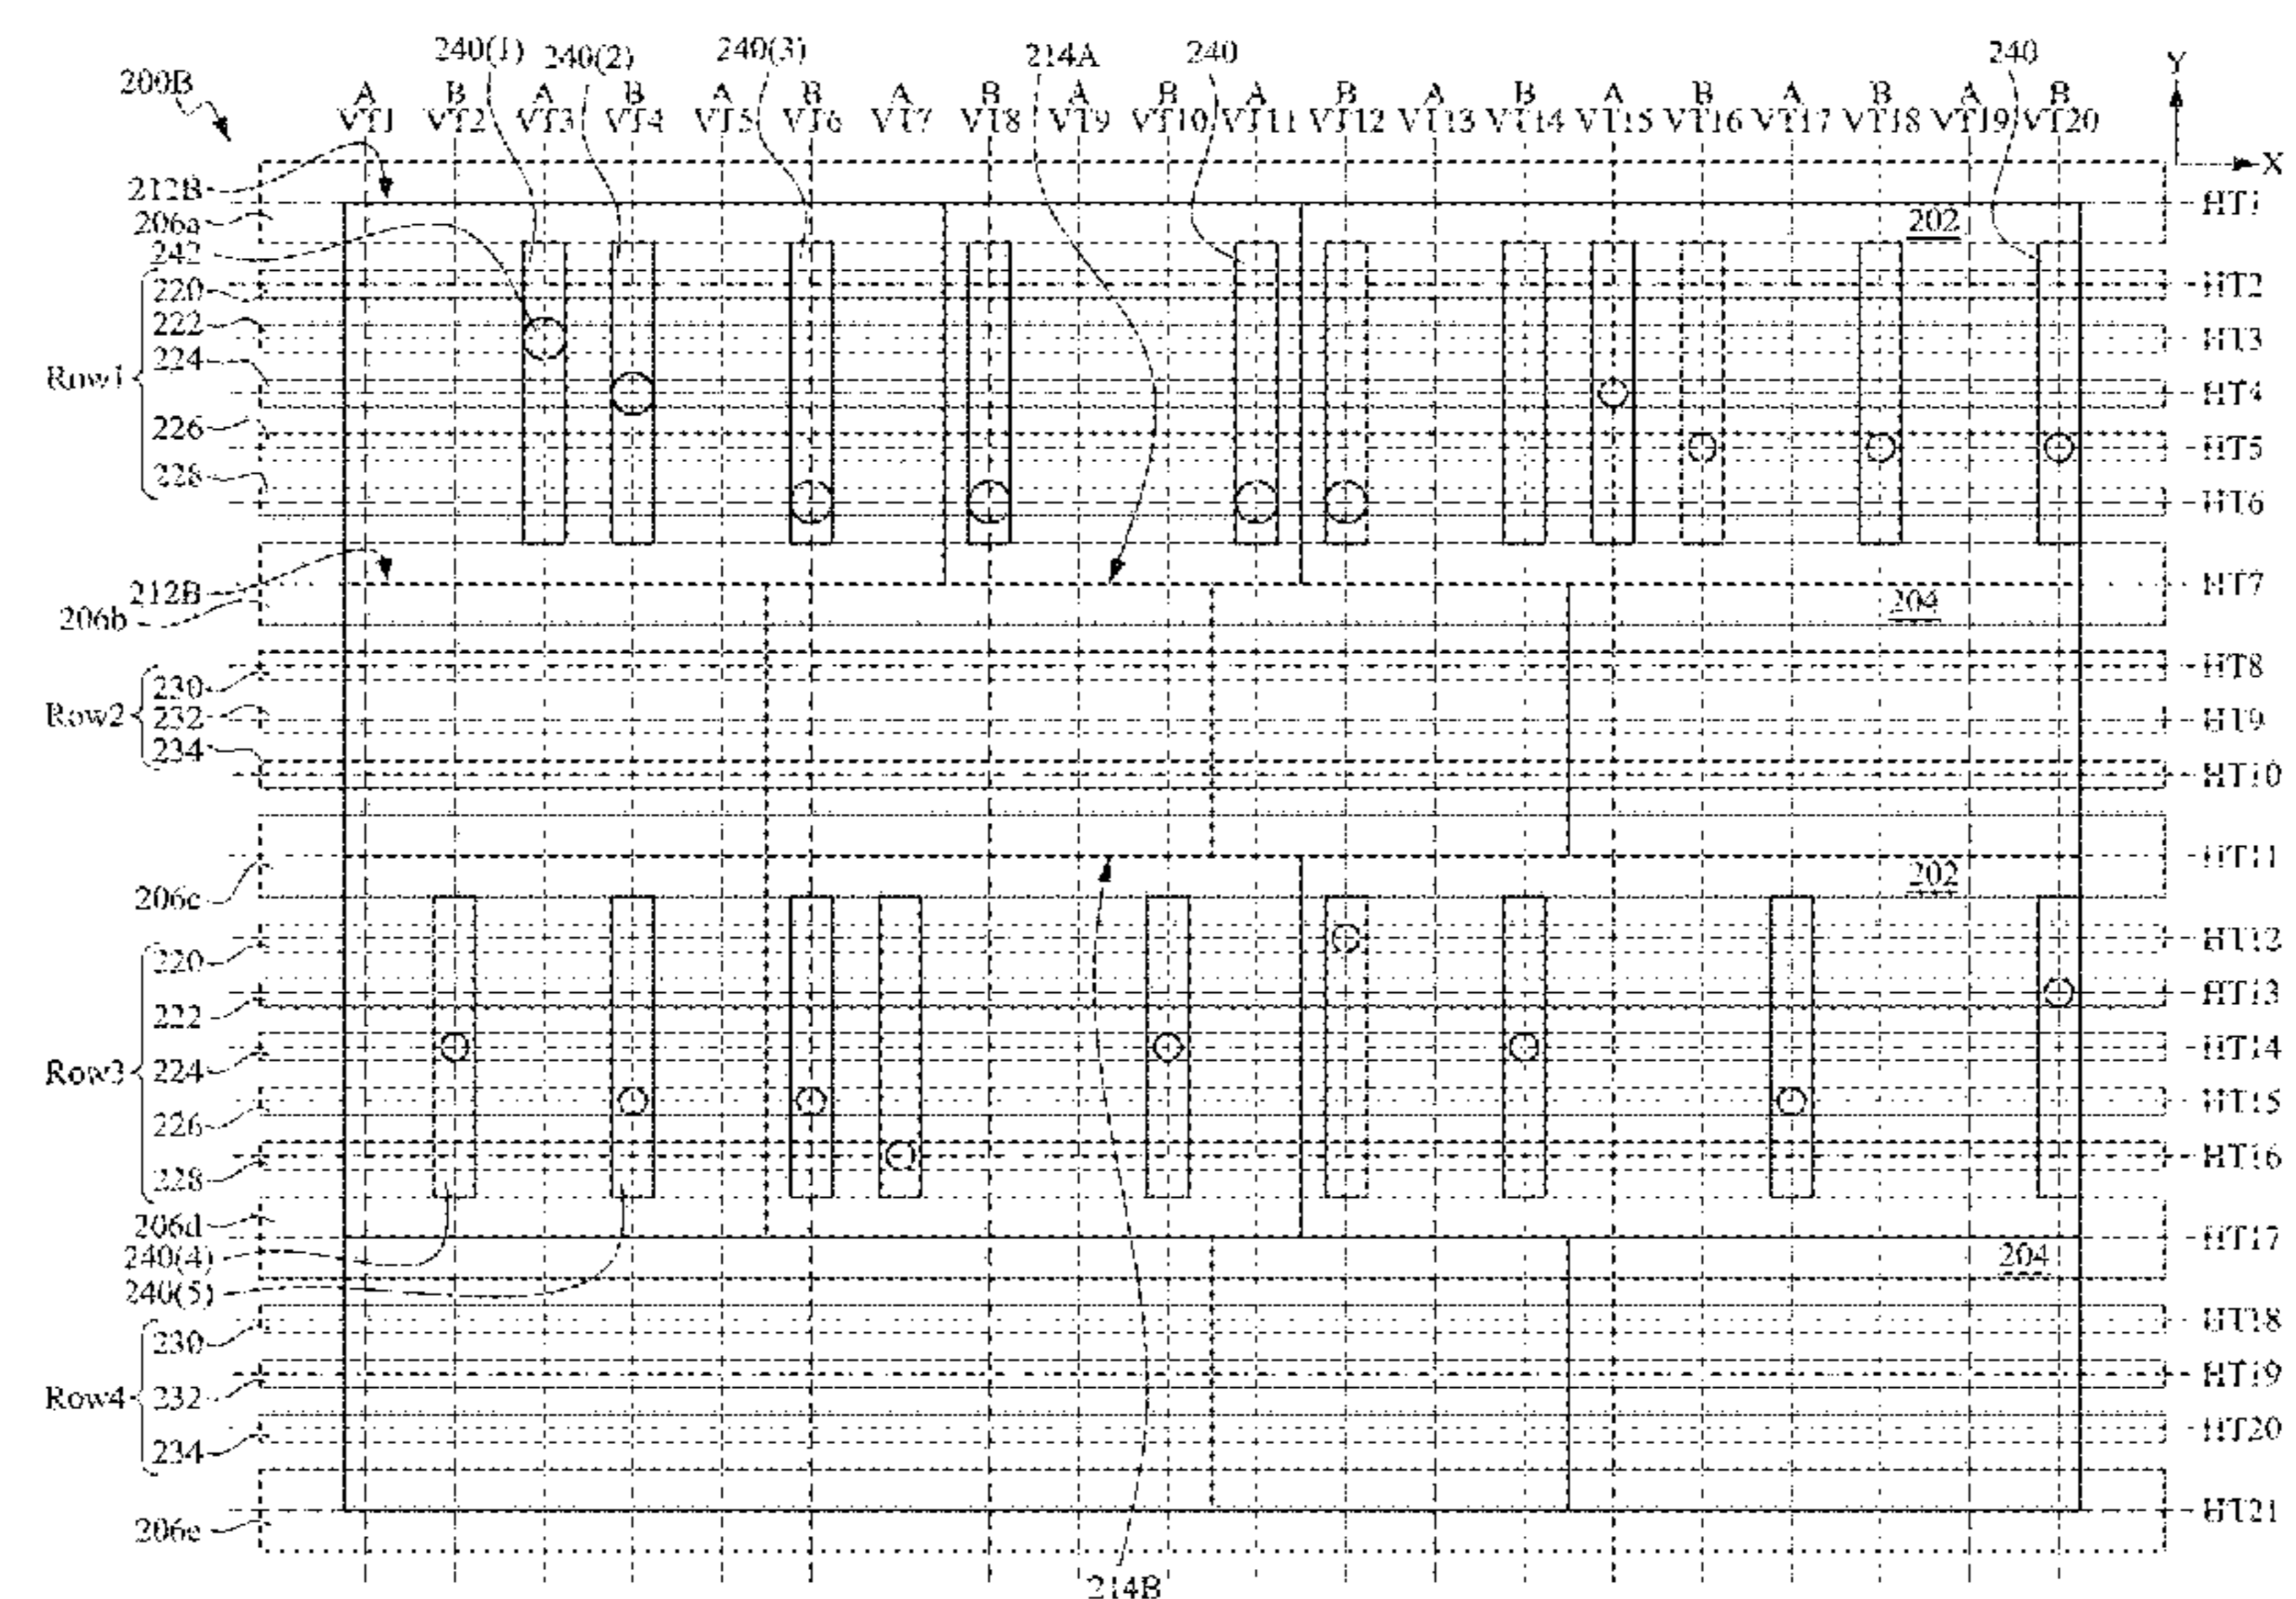 240(1) 240(2) 240(3) 214A 240 240
200B
Y
A B A B A B A B A B A B A B A B A B A B
VT1 VT2 VT3 VT4 VT5 VT6 VT7 VT8 VT9 VT10 VT11 VT12 VT13 VT14 VT15 VT16 VT17 VT18 VT19 VT20
X
212B
HT1
206a
202
242
220
HT2
222
HT3
224
Row1
HT4
226
HT5
228
HT6
212B
HT7
206b
204
230
HT8
Row2
232
HT9
234
HT10
HT11
206c
202
220
HT12
222
HT13
224
Row3
HT14
226
HT15
228
HT16
206d
HT17
240(4)
204
240(5)
230
HT18
Row4
232
HT19
234
HT20
206e
HT21
214B